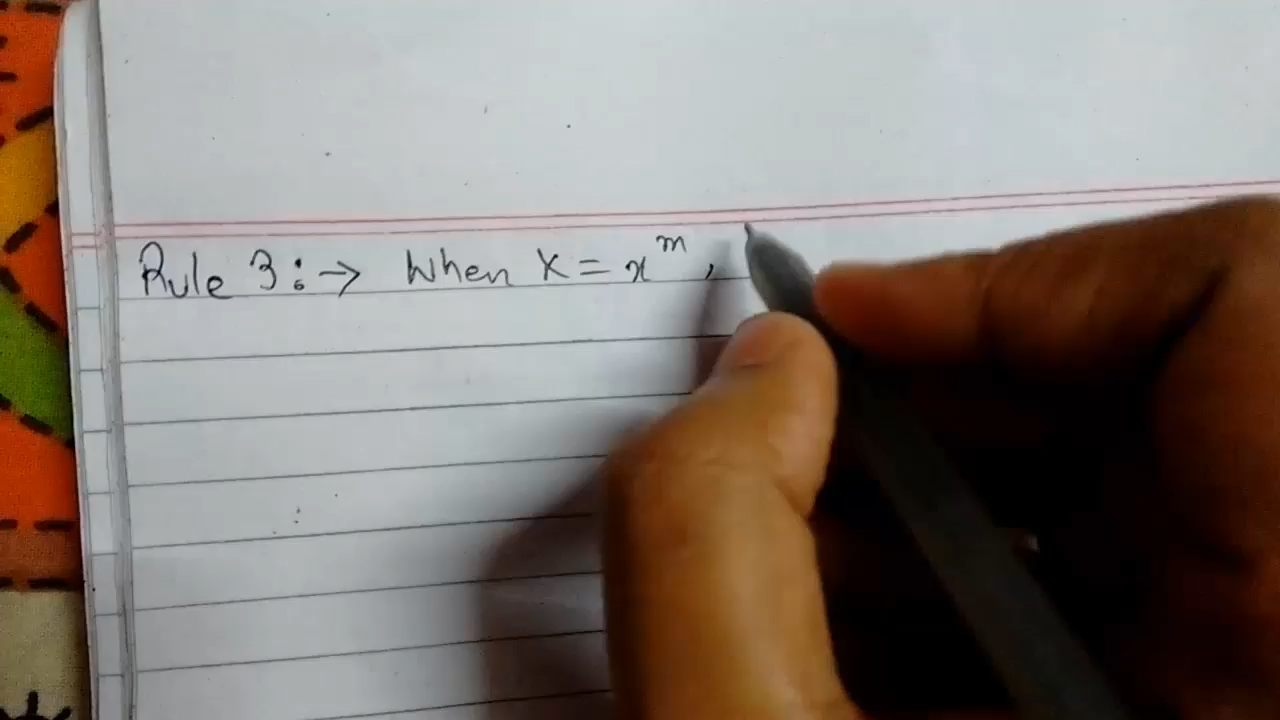 Rule 3:→ When X = x^m,